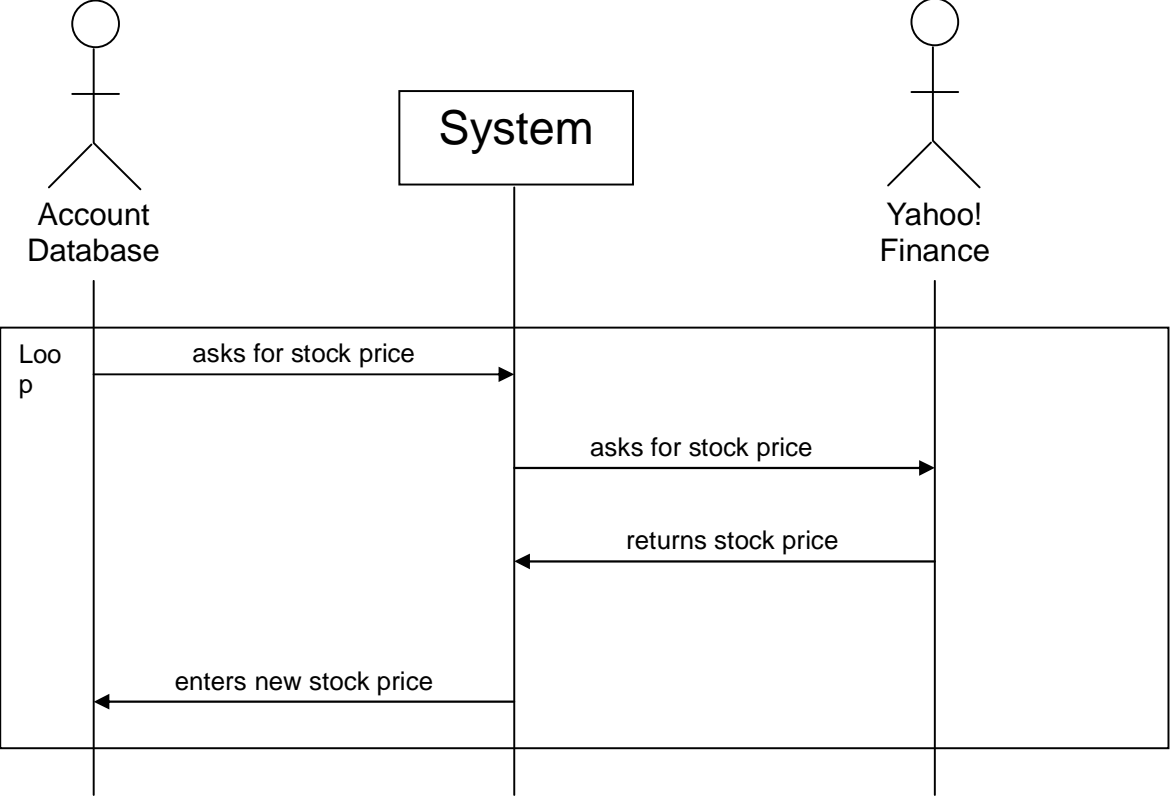 System
Account
Database
Yahoo!
Finance
Loo
p
asks for stock price
asks for stock price
returns stock price
enters new stock price